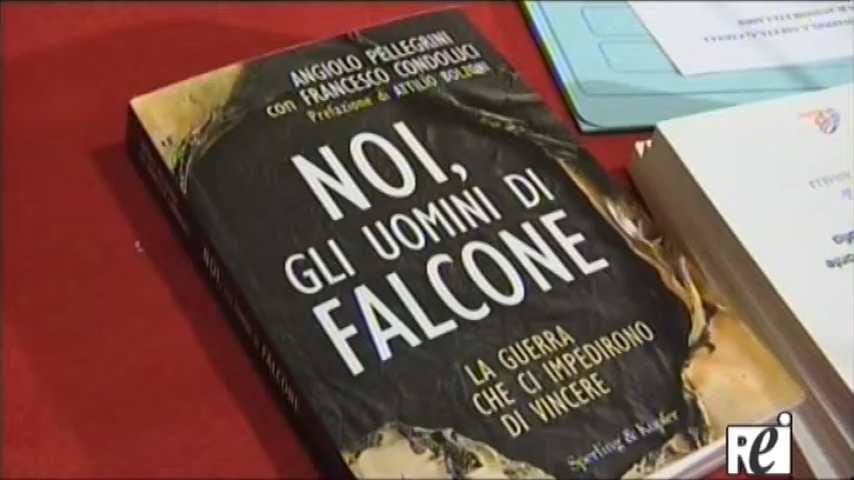 ANGIOLO PELLEGRINI
con FRANCESCO CONDOLUCI
Prefazione di ATTILIO BOLZONI
NOI,
GLI UOMINI DI
FALCONE
LA GUERRA
CHE CI IMPEDIRONO
DI VINCERE
Sperling & Kupfer
NOI, GLI UOMINI DI FALCONE
Rei